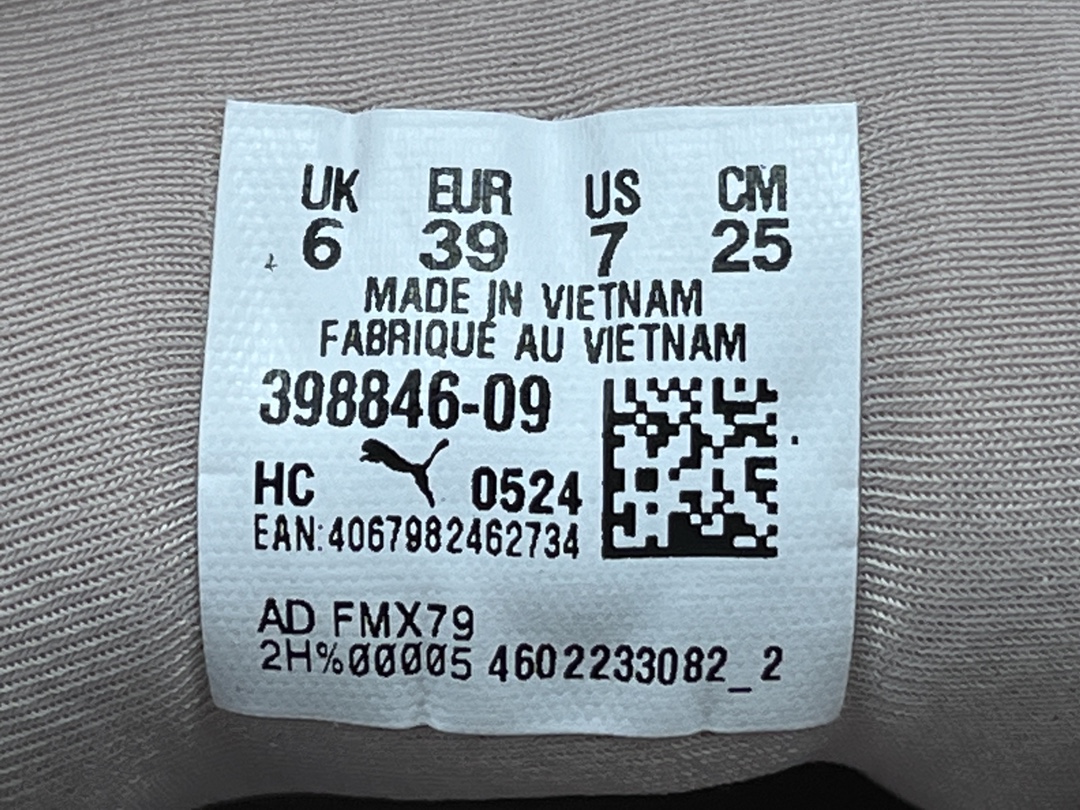 UK EUR US CM
6 39 7 25
MADE IN VIETNAM
FABRIQUÉ AU VIETNAM
398846-09
HC 0524
EAN:4067982462734
AD FMX79
2H%00005 4602233082_2